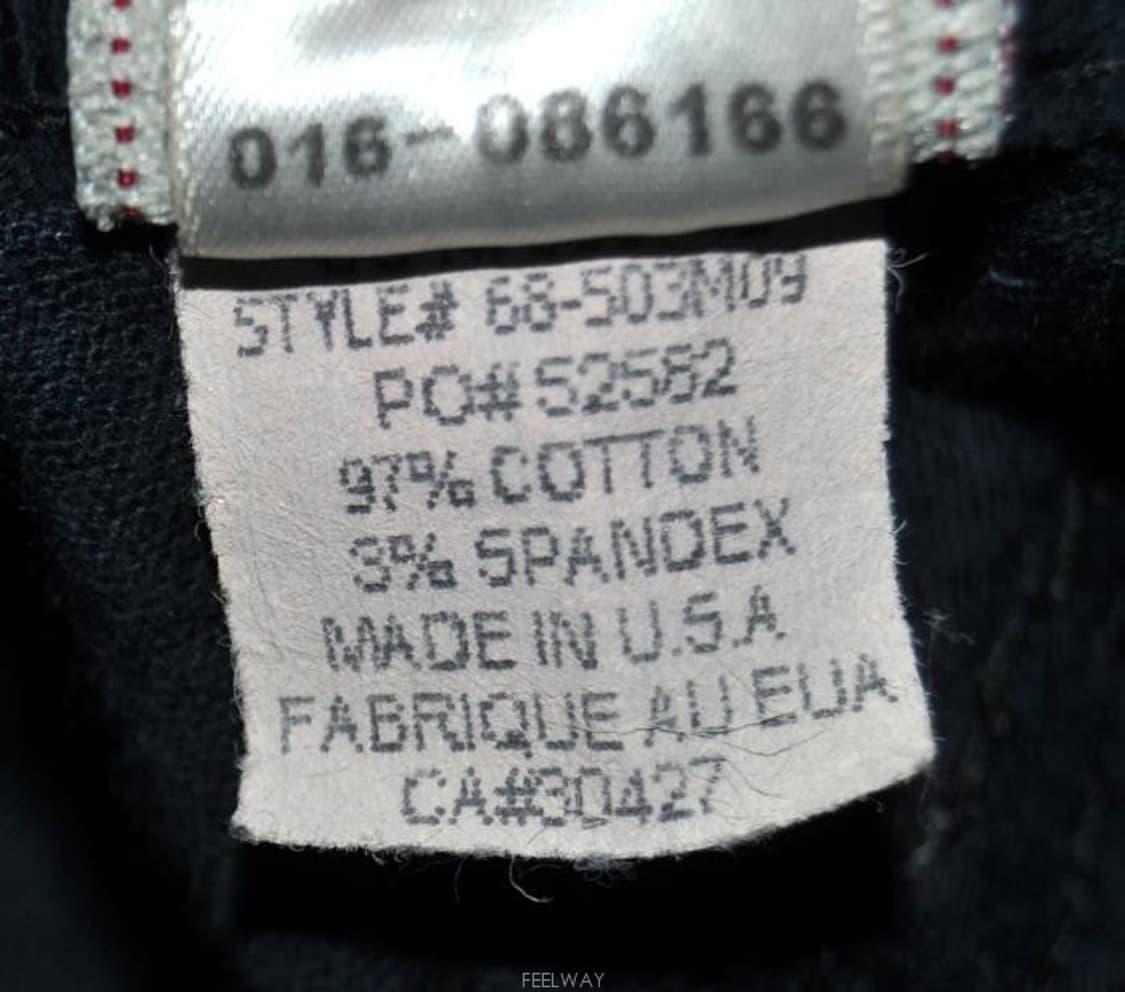 016-086166
STYLE# 68-503M09
PO# 52582
97% COTTON
3% SPANDEX
MADE IN U.S.A
FABRIQUE AU EUA
CA#30427
FEELWAY